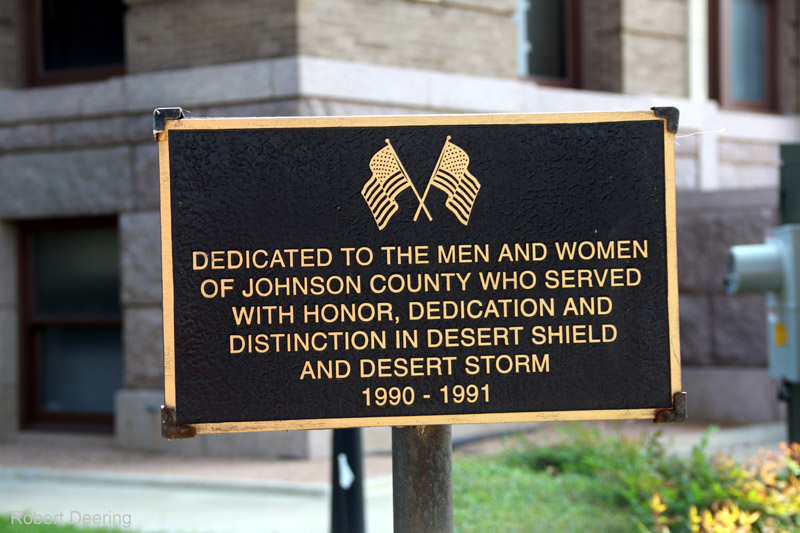 DEDICATED TO THE MEN AND WOMEN
OF JOHNSON COUNTY WHO SERVED
WITH HONOR, DEDICATION AND
DISTINCTION IN DESERT SHIELD
AND DESERT STORM
1990 - 1991
Robert Deering